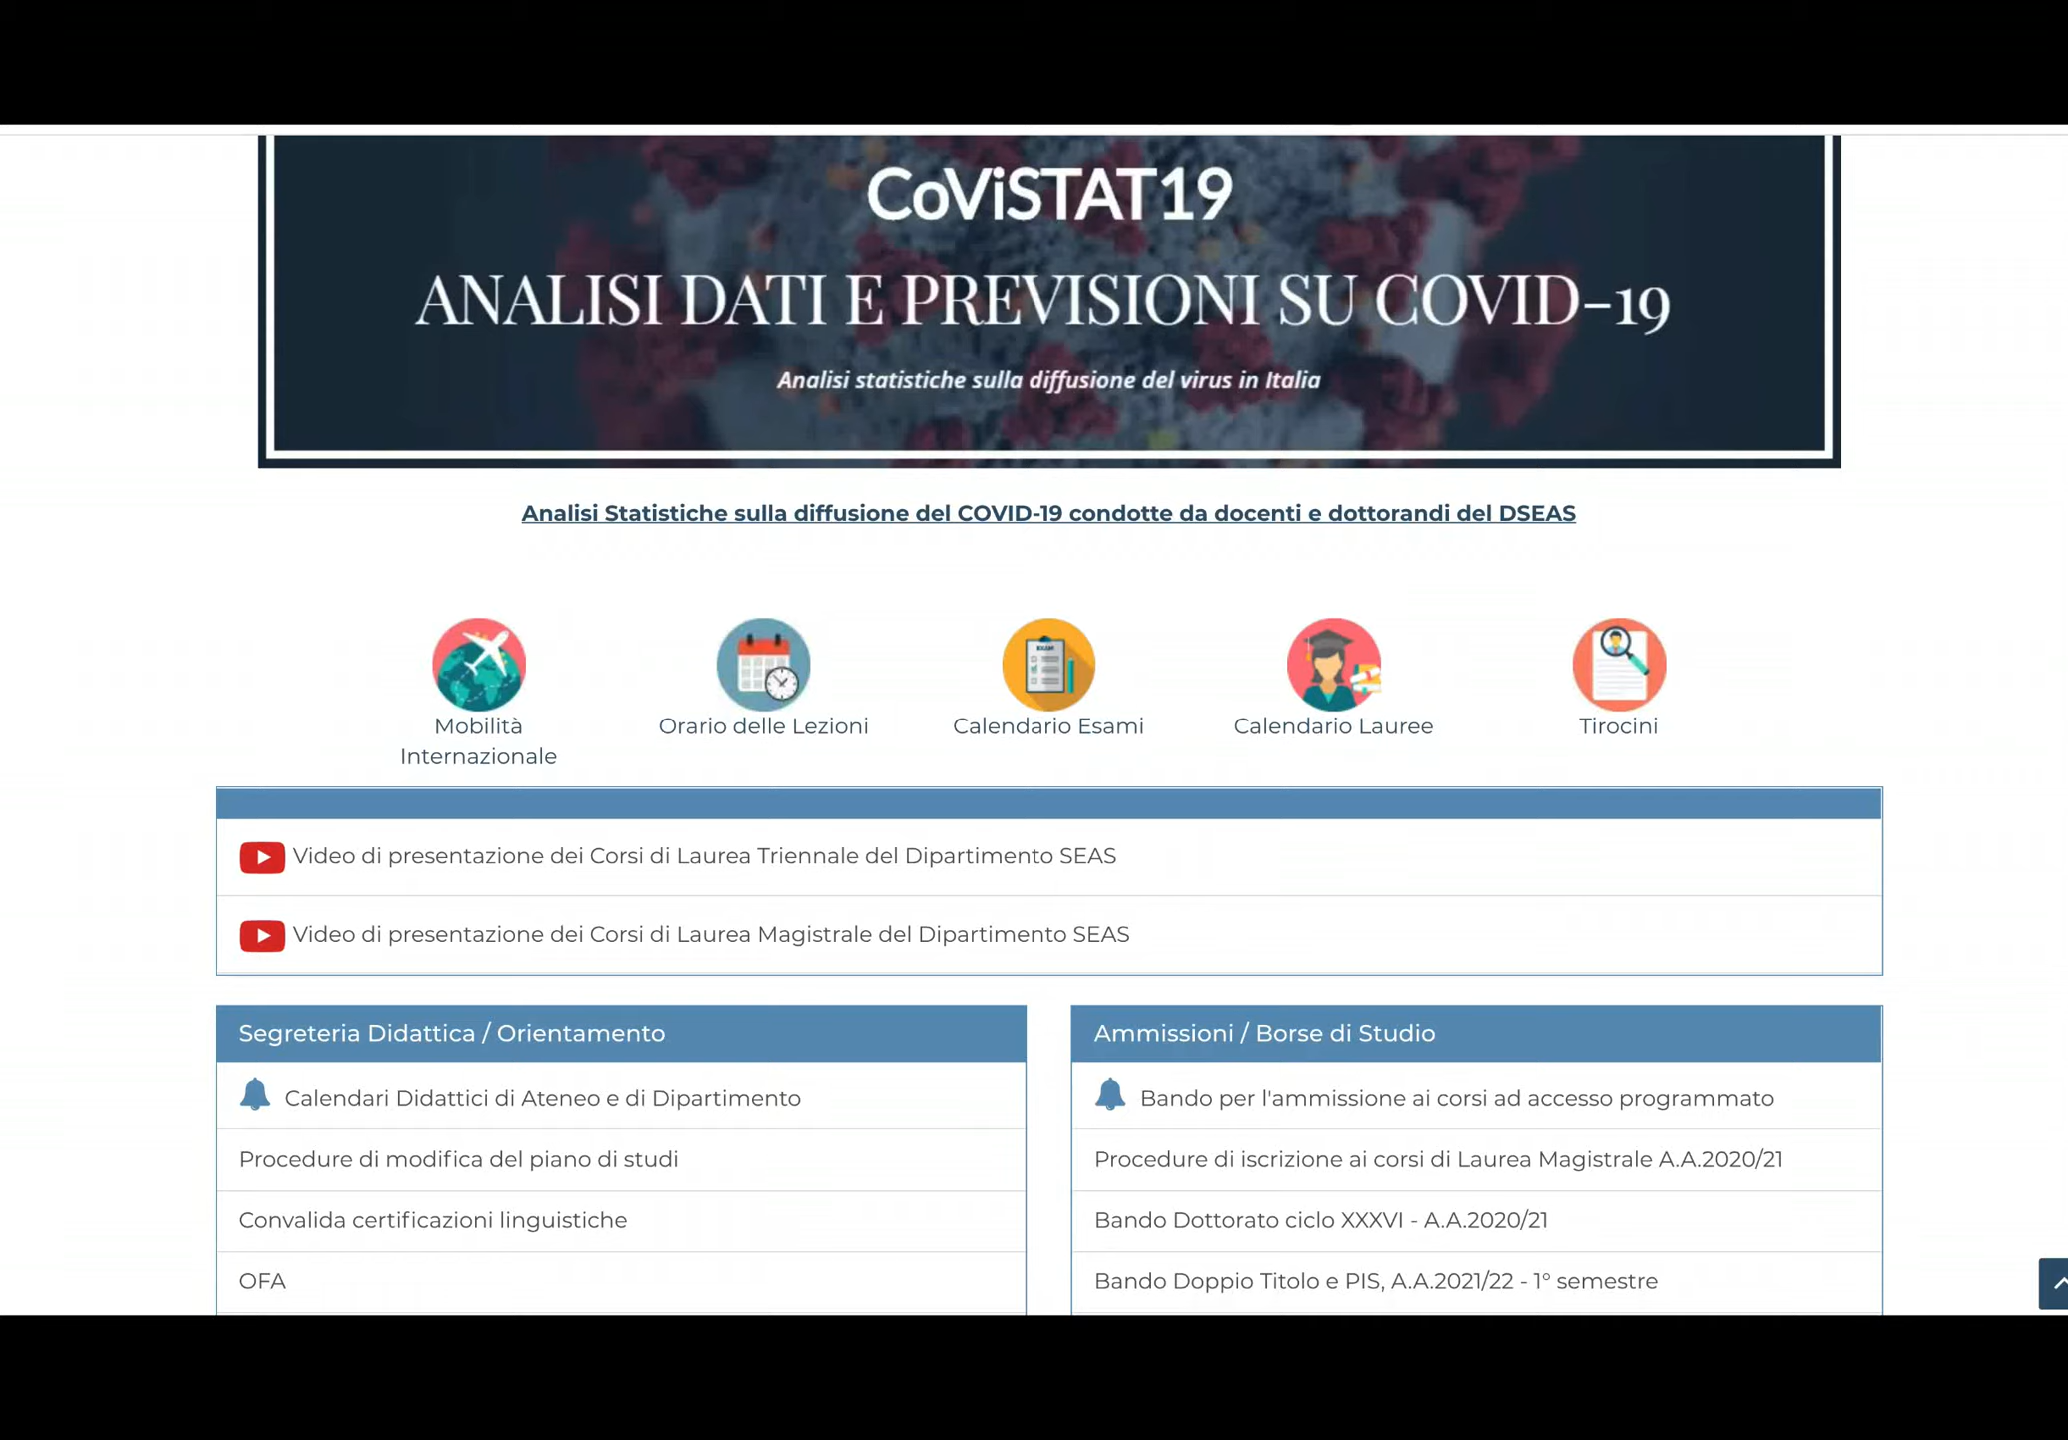 CoViSTAT19
ANALISI DATI E PREVISIONI SU COVID-19
Analisi statistiche sulla diffusione del virus in Italia
Analisi Statistiche sulla diffusione del COVID-19 condotte da docenti e dottorandi del DSEAS
EXAM
Mobilità
Internazionale
Orario delle Lezioni
Calendario Esami
Calendario Lauree
Tirocini
Video di presentazione dei Corsi di Laurea Triennale del Dipartimento SEAS
Video di presentazione dei Corsi di Laurea Magistrale del Dipartimento SEAS
Segreteria Didattica / Orientamento
Calendari Didattici di Ateneo e di Dipartimento
Procedure di modifica del piano di studi
Convalida certificazioni linguistiche
OFA
Ammissioni / Borse di Studio
Bando per l'ammissione ai corsi ad accesso programmato
Procedure di iscrizione ai corsi di Laurea Magistrale A.A.2020/21
Bando Dottorato ciclo XXXVI - A.A.2020/21
Bando Doppio Titolo e PIS, A.A.2021/22 - 1° semestre